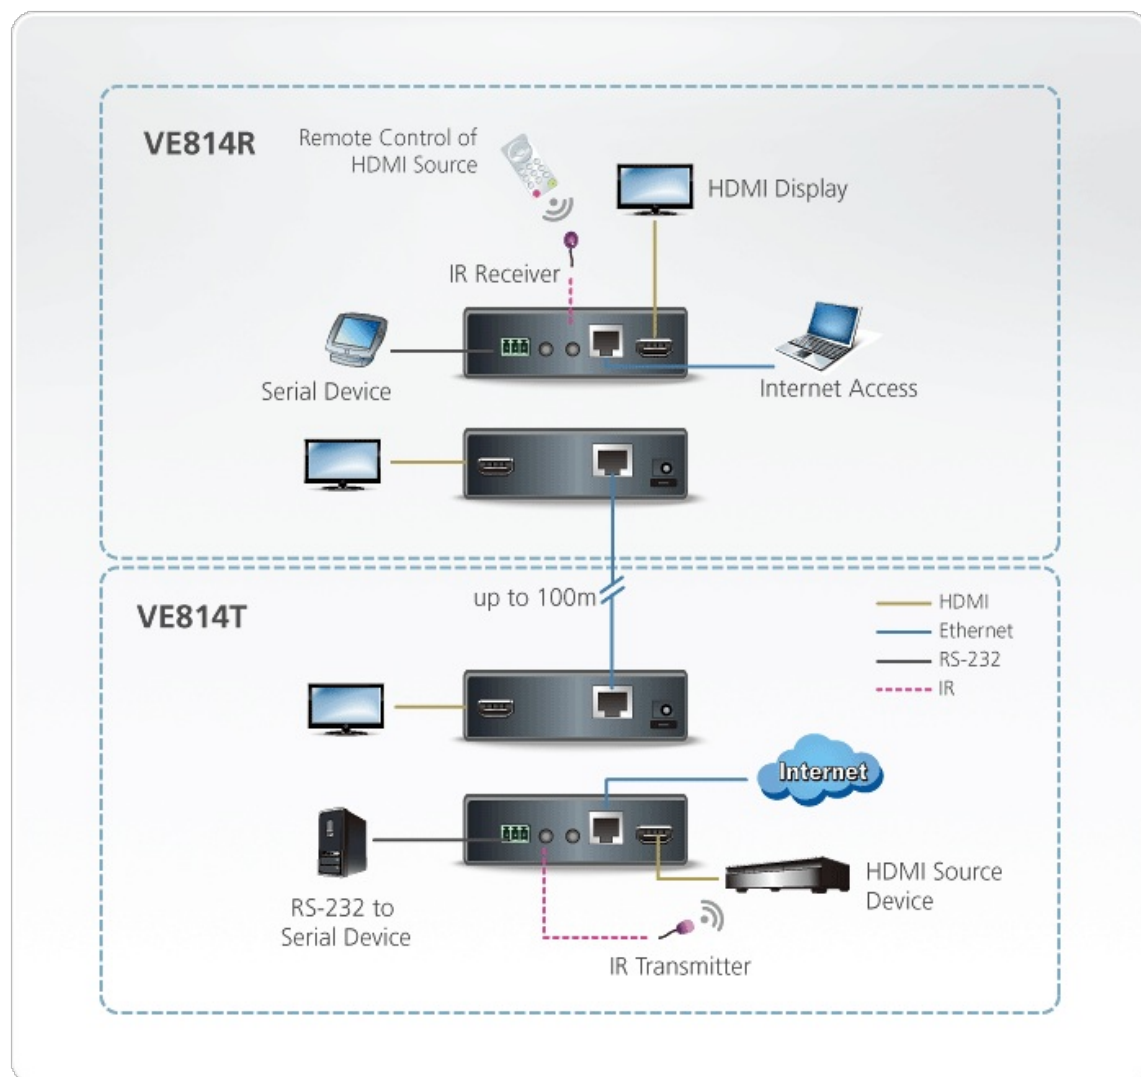 VE814R
Remote Control of
HDMI Source
HDMI Display
IR Receiver
Serial Device
Internet Access
up to 100m
VE814T
HDMI
Ethernet
RS-232
IR
Internet
HDMI Source
Device
RS-232 to
Serial Device
IR Transmitter